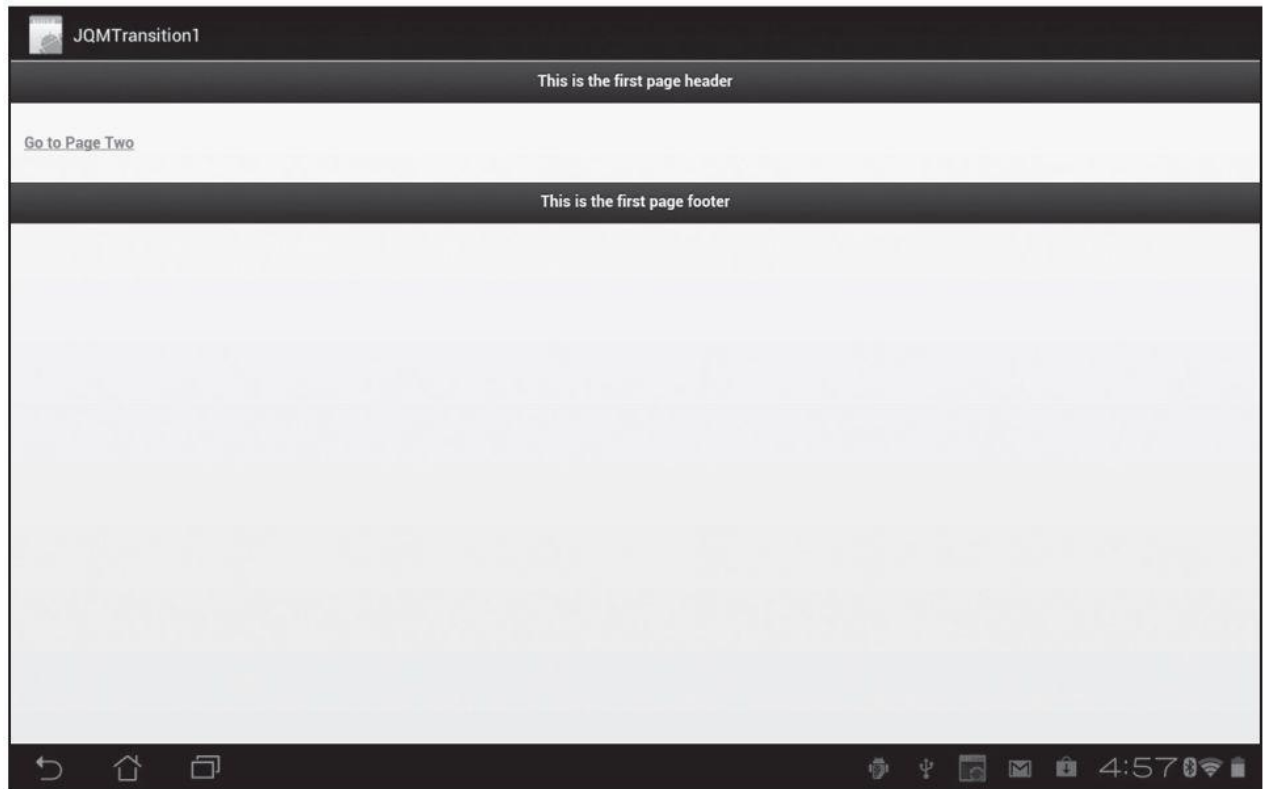 JQMTransition1
This is the first page header
Go to Page Two
This is the first page footer
4:57